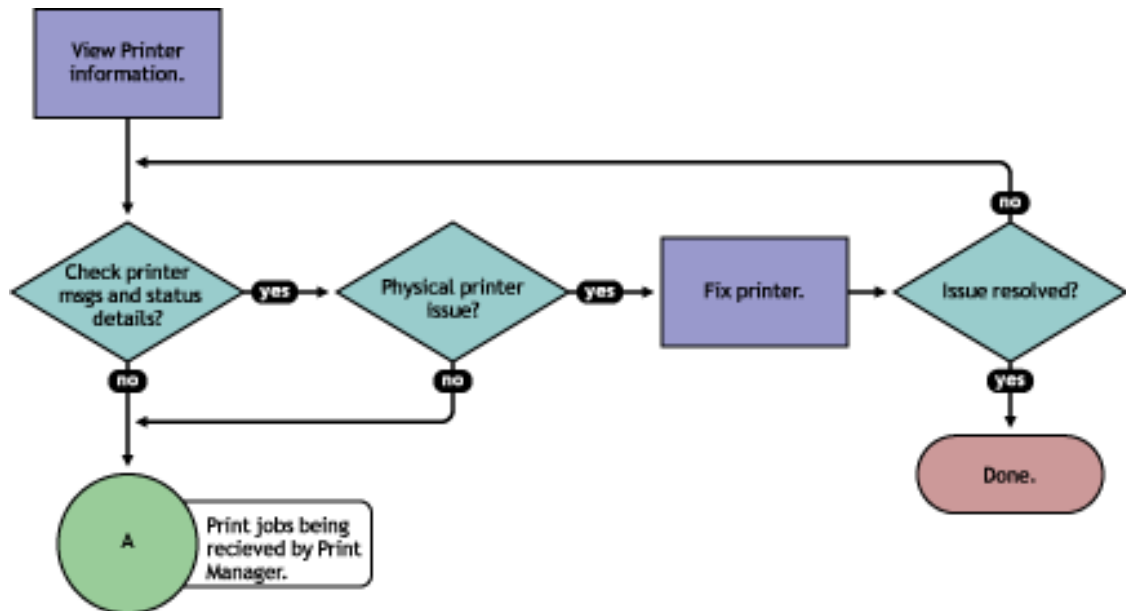 View Printer
information.
no
Check printer
msgs and status
details?
yes
Physical printer
issue?
yes
Fix printer.
Issue resolved?
no
no
yes
Done.
A
Print jobs being
recieved by Print
Manager.